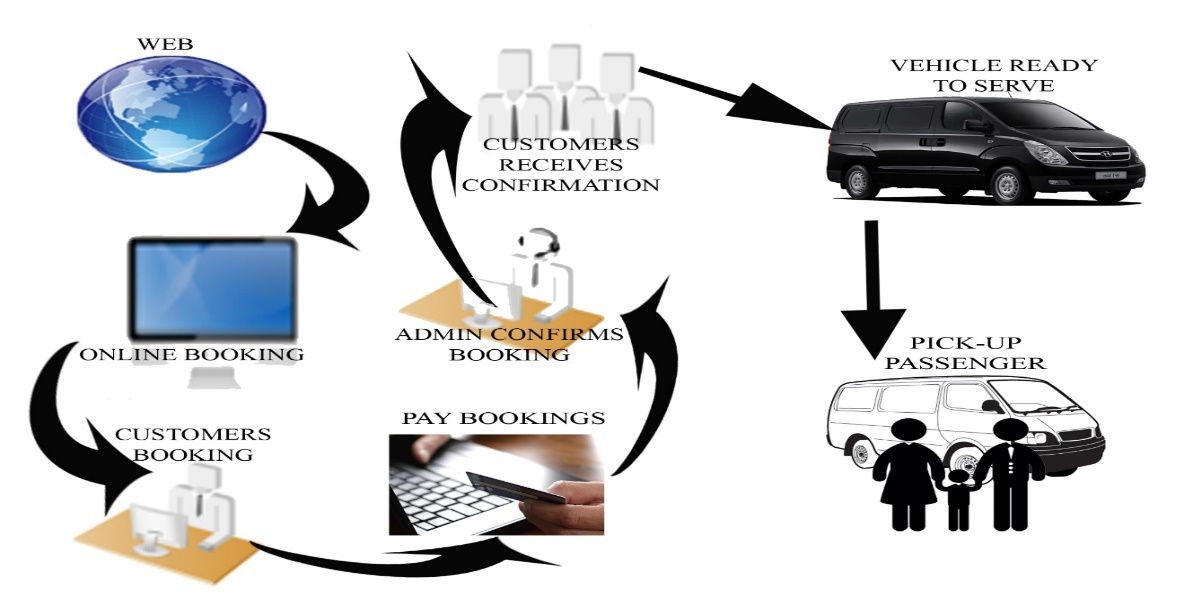 WEB
ONLINE BOOKING
CUSTOMERS
BOOKING
PAY BOOKINGS
ADMIN CONFIRMS
BOOKING
CUSTOMERS
RECEIVES
CONFIRMATION
VEHICLE READY
TO SERVE
PICK-UP
PASSENGER